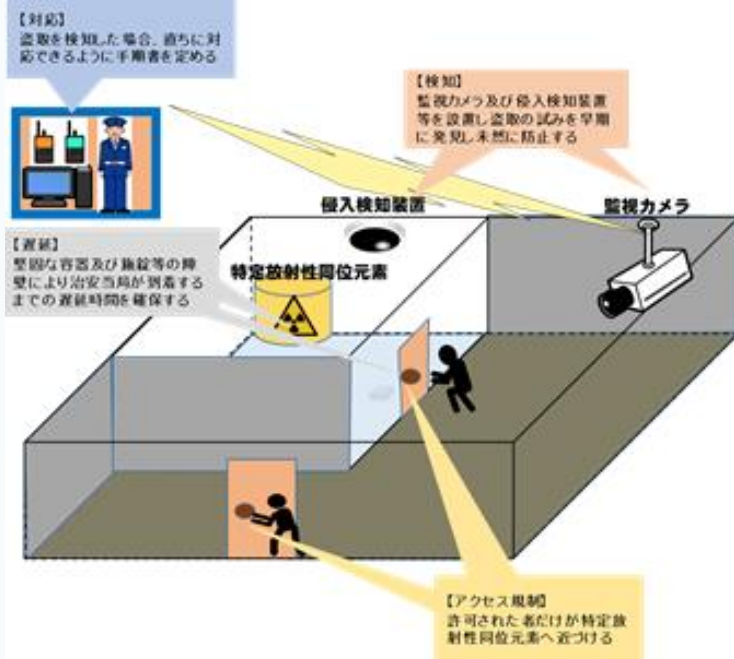 【対応】
盗取を検知した場合、直ちに対
応できるように手順書を定める
【検知】
監視カメラ及び侵入検知装置
等を設置し盗取の試みを早期
に発見し未然に防止する
侵入検知装置
監視カメラ
【遅延】
堅固な容器及び施錠等の障
壁により治安当局が到着する
までの遅延時間を確保する
特定放射性同位元素
【アクセス規制】
許可された者だけが特定放
射性同位元素へ近づける